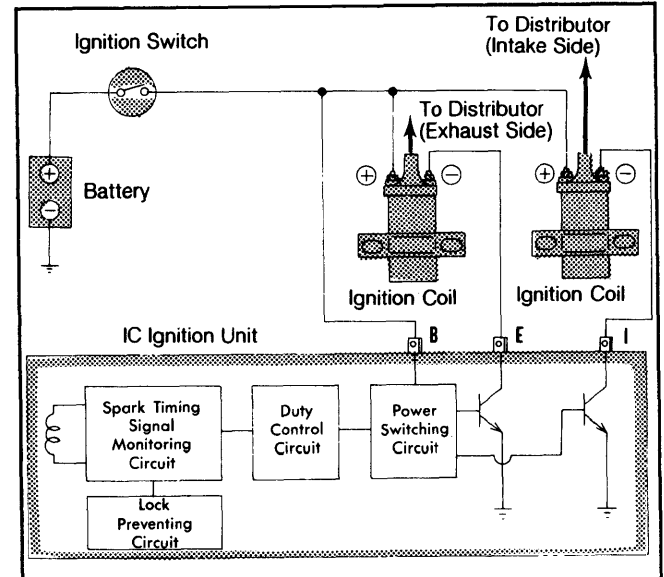 To Distributor
(Intake Side)
Ignition Switch
To Distributor
(Exhaust Side)
+
-
+
-
+
-
Battery
Ignition Coil
Ignition Coil
IC Ignition Unit
B
E
I
Spark Timing
Signal
Monitoring
Circuit
Duty
Control
Circuit
Power
Switching
Circuit
Lock
Preventing
Circuit